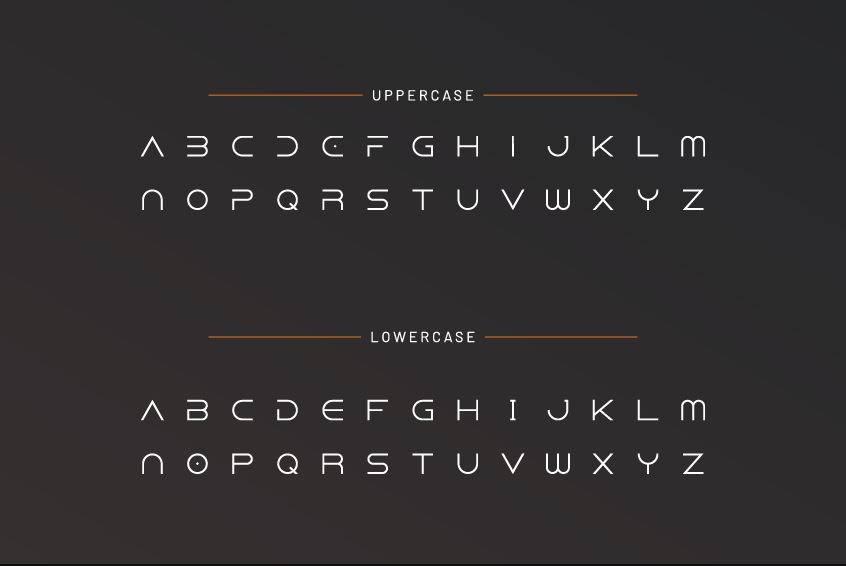 UPPERCASE
A B C D E F G H I J K L M
N O P Q R S T U V W X Y Z
LOWERCASE
A B C D E F G H I J K L M
N O P Q R S T U V W X Y Z